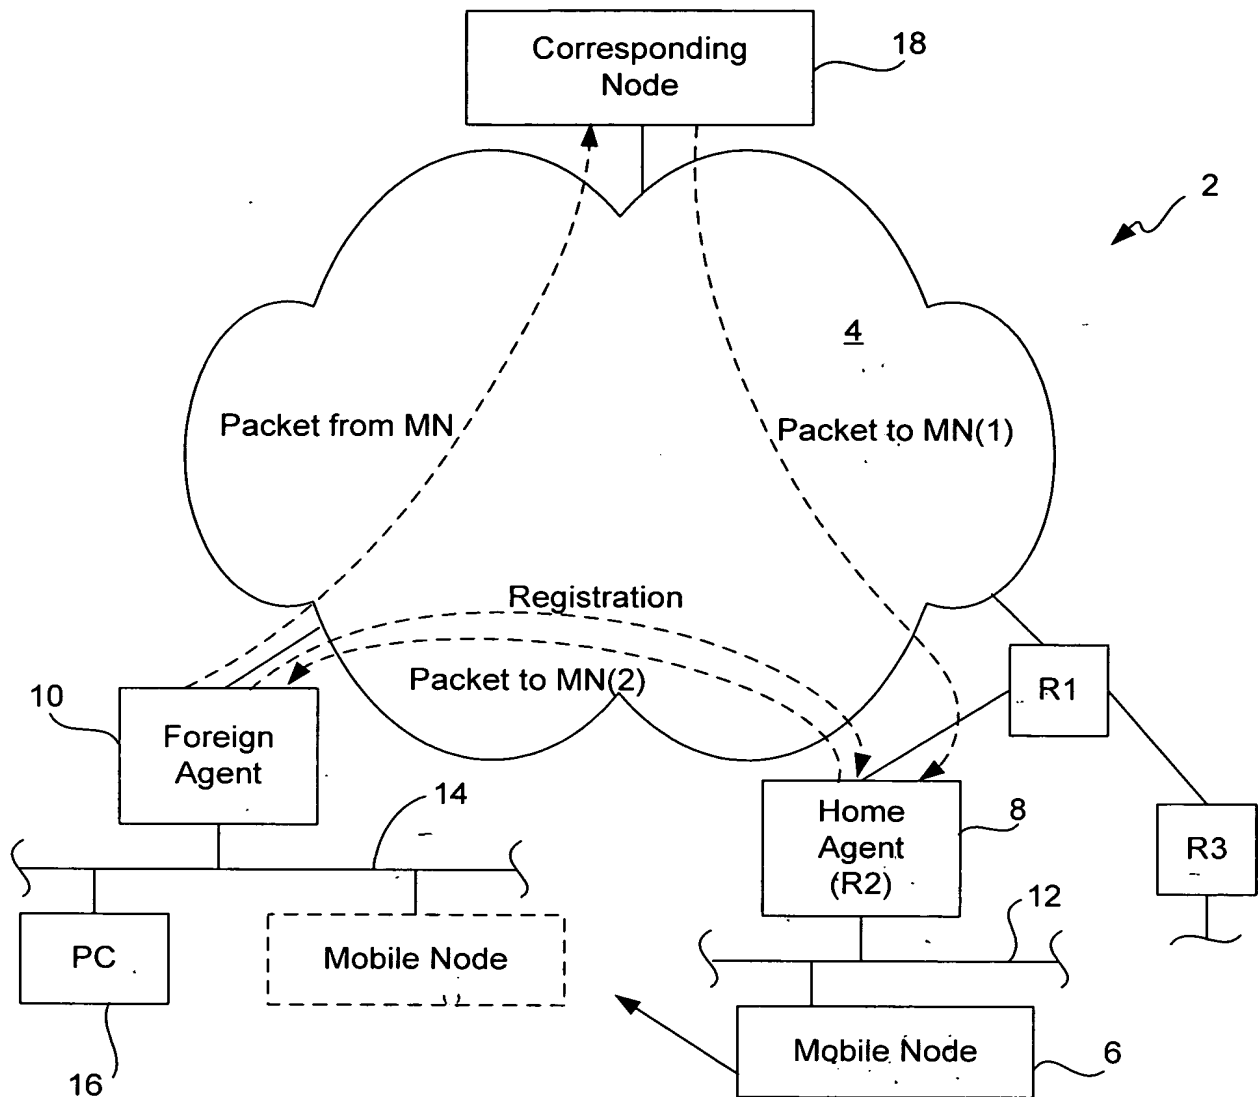 Corresponding
Node
18
2
4
Packet from MN
Packet to MN(1)
Registration
Packet to MN(2)
R1
10
Foreign
Agent
14
Home
Agent
(R2)
8
R3
12
PC
Mobile Node
Mobile Node
6
16